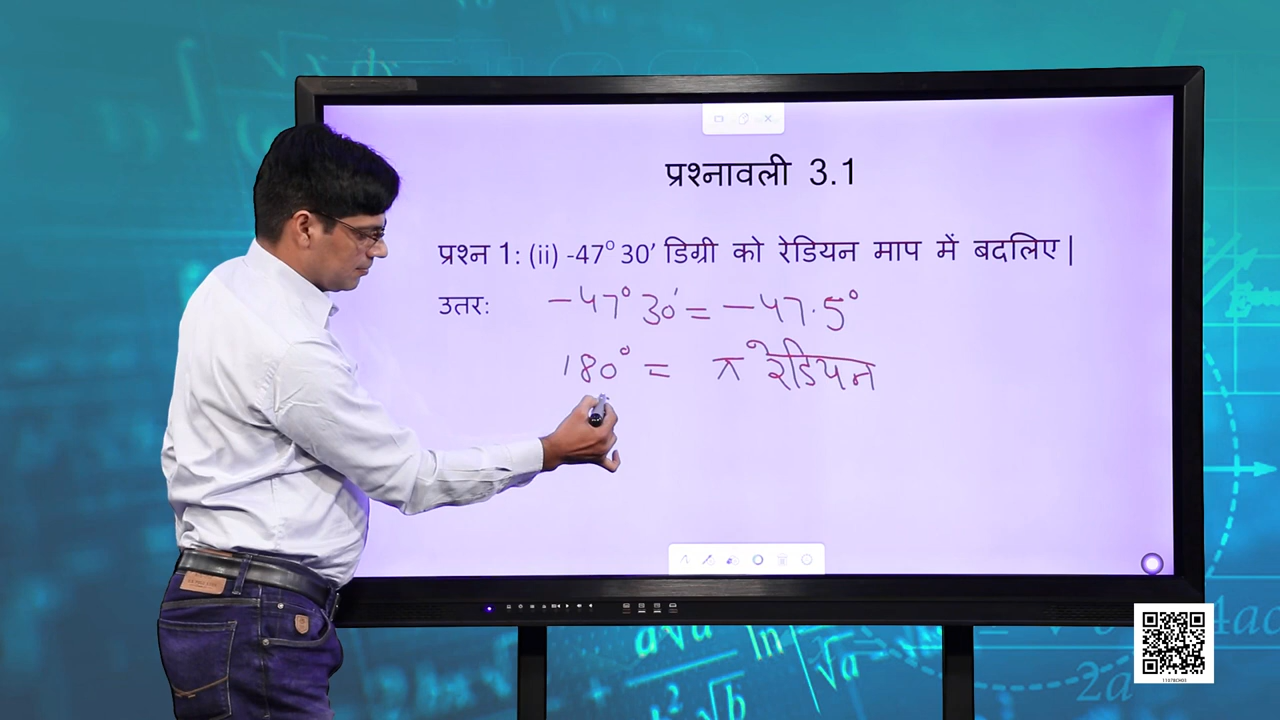 प्रश्नावली 3.1
प्रश्न 1: (ii) -47° 30' डिग्री को रेडियन माप में बदलिए |
उतर:
-47° 30' = -47.5°
180° = π रेडियन